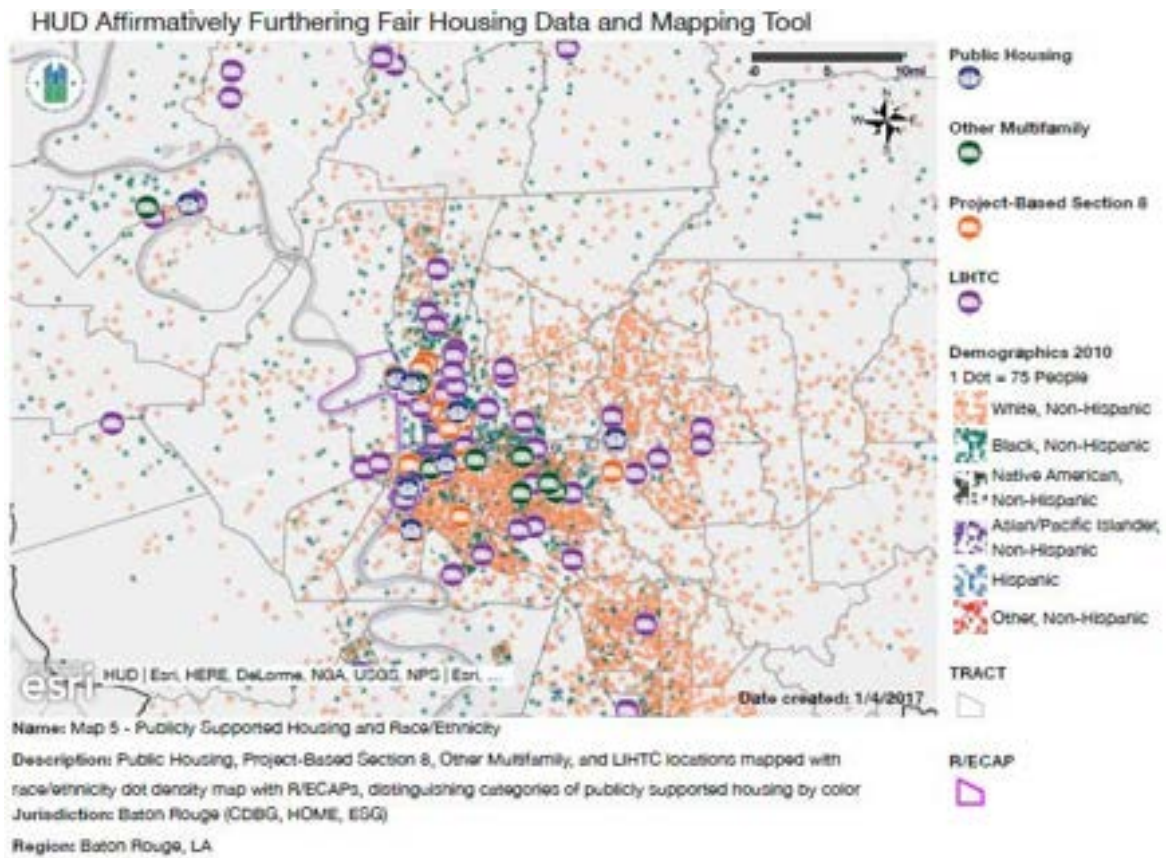 HUD Affirmatively Furthering Fair Housing Data and Mapping Tool
0 5 10mi
N
W E
S
Public Housing
Other Multifamily
Project-Based Section 8
LIHTC
Demographics 2010
1 Dot = 75 People
White, Non-Hispanic
Black, Non-Hispanic
Native American,
Non-Hispanic
Asian/Pacific Islander,
Non-Hispanic
Hispanic
Other, Non-Hispanic
TRACT
R/ECAP
esri
HUD | Esri, HERE, DeLorme, NGA, USGS, NPS | Esri, ...
Date created: 1/4/2017
Name: Map 5 - Publicly Supported Housing and Race/Ethnicity
Description: Public Housing, Project-Based Section 8, Other Multifamily, and LIHTC locations mapped with
race/ethnicity dot density map with R/ECAPs, distinguishing categories of publicly supported housing by color
Jurisdiction: Baton Rouge (CDBG, HOME, ESG)
Region: Baton Rouge, LA